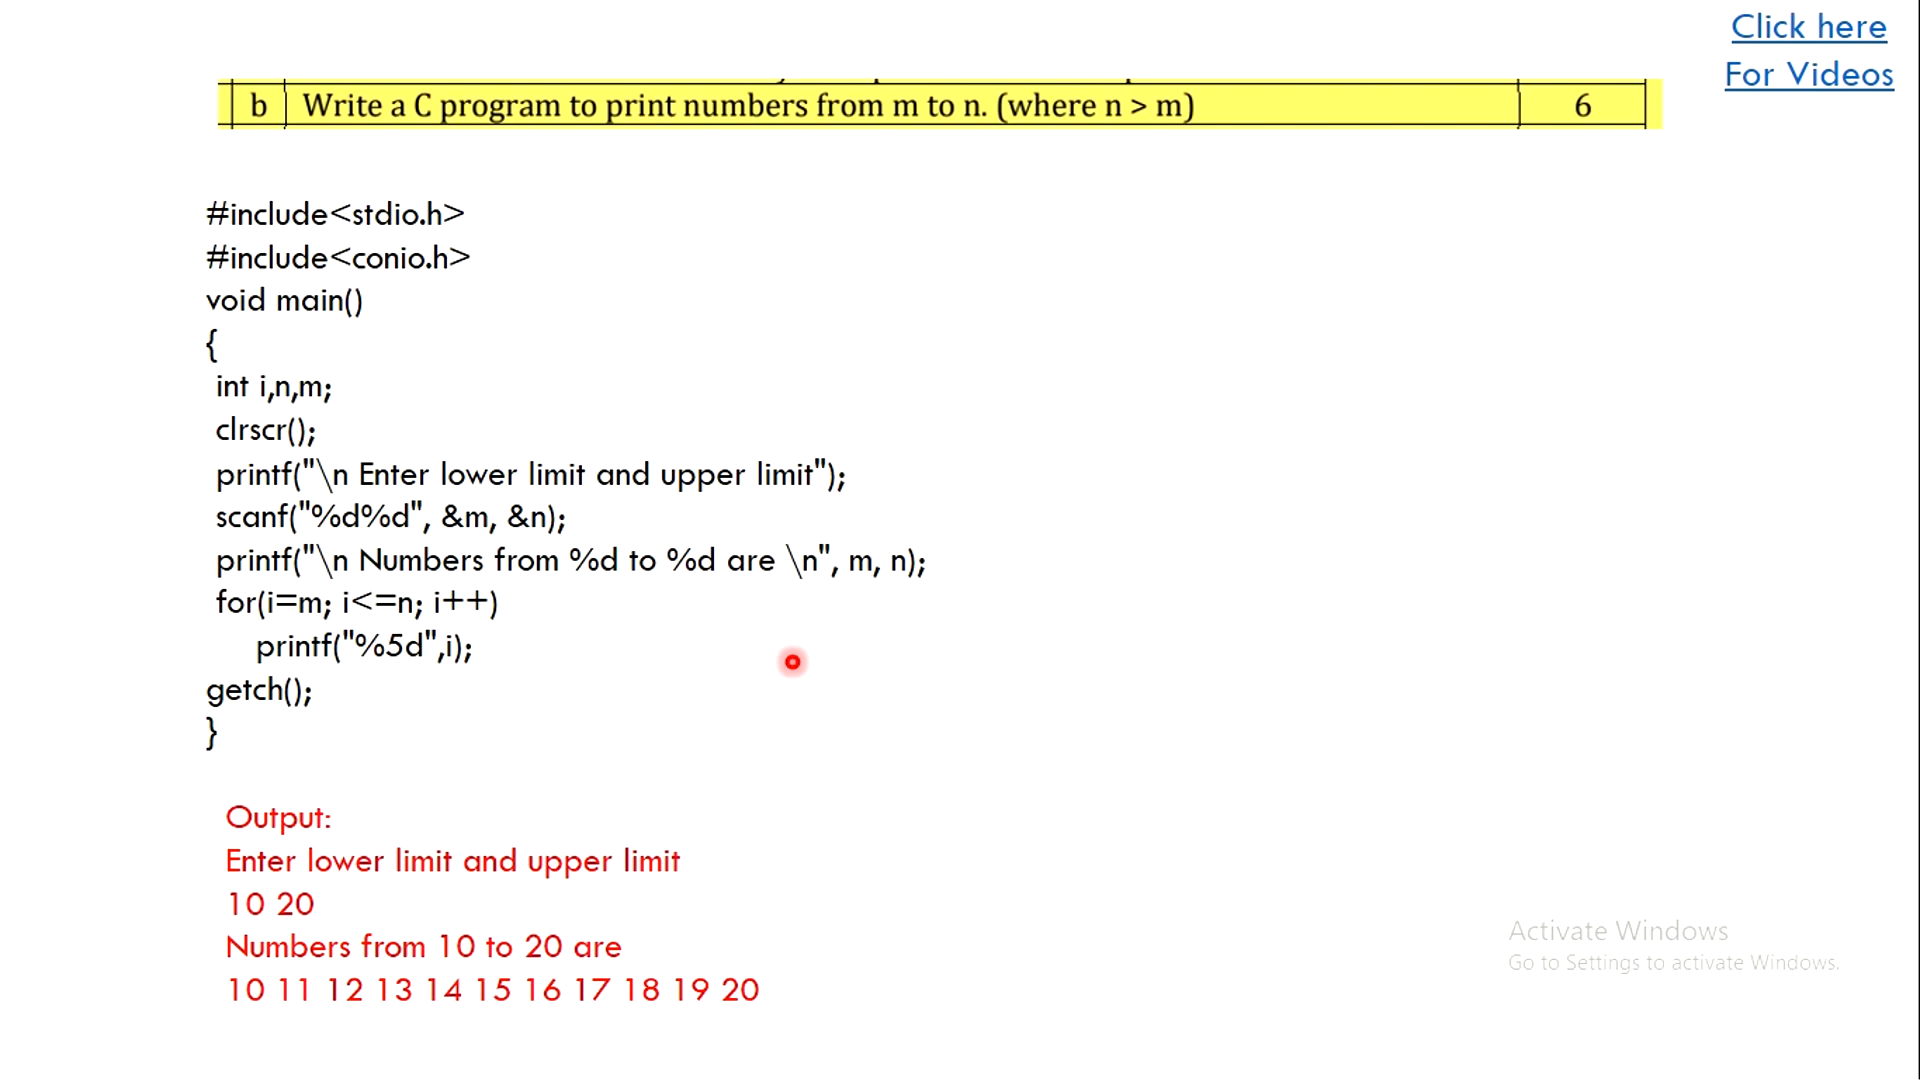 Click here
For Videos
b Write a C program to print numbers from m to n. (where n > m) 6
#include<stdio.h>
#include<conio.h>
void main()
{
int i,n,m;
clrscr();
printf("\n Enter lower limit and upper limit");
scanf("%d%d", &m, &n);
printf("\n Numbers from %d to %d are \n", m, n);
for(i=m; i<=n; i++)
printf("%5d",i);
getch();
}
Output:
Enter lower limit and upper limit
10 20
Numbers from 10 to 20 are
10 11 12 13 14 15 16 17 18 19 20
Activate Windows
Go to Settings to activate Windows.